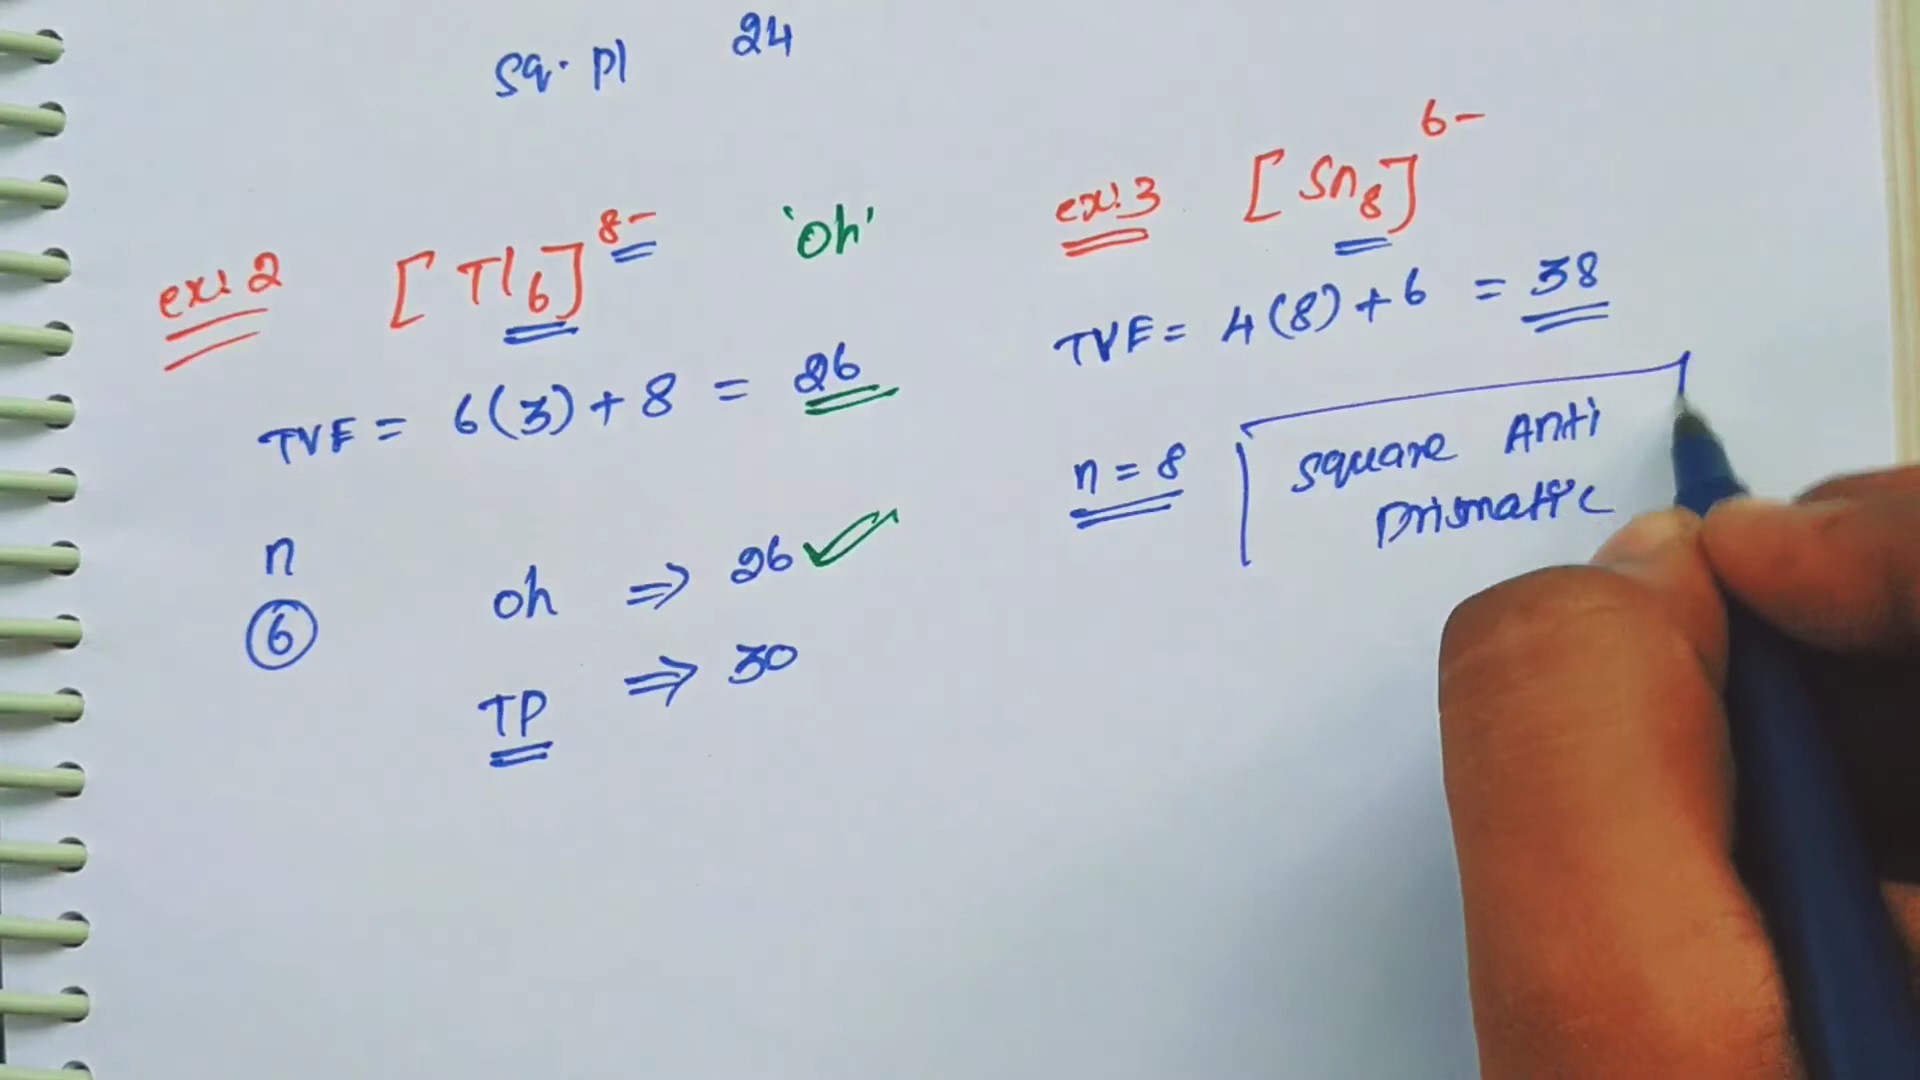 Sq. Pl 24
ex: 2 [Tl6]8- 'Oh'
TVE = 6(3) + 8 = 26
n
6
Oh ⇒ 26 ✓
TP ⇒ 30
ex: 3 [Sn8]6-
TVE = 4(8) + 6 = 38
n = 8
Square Anti
Prismatic